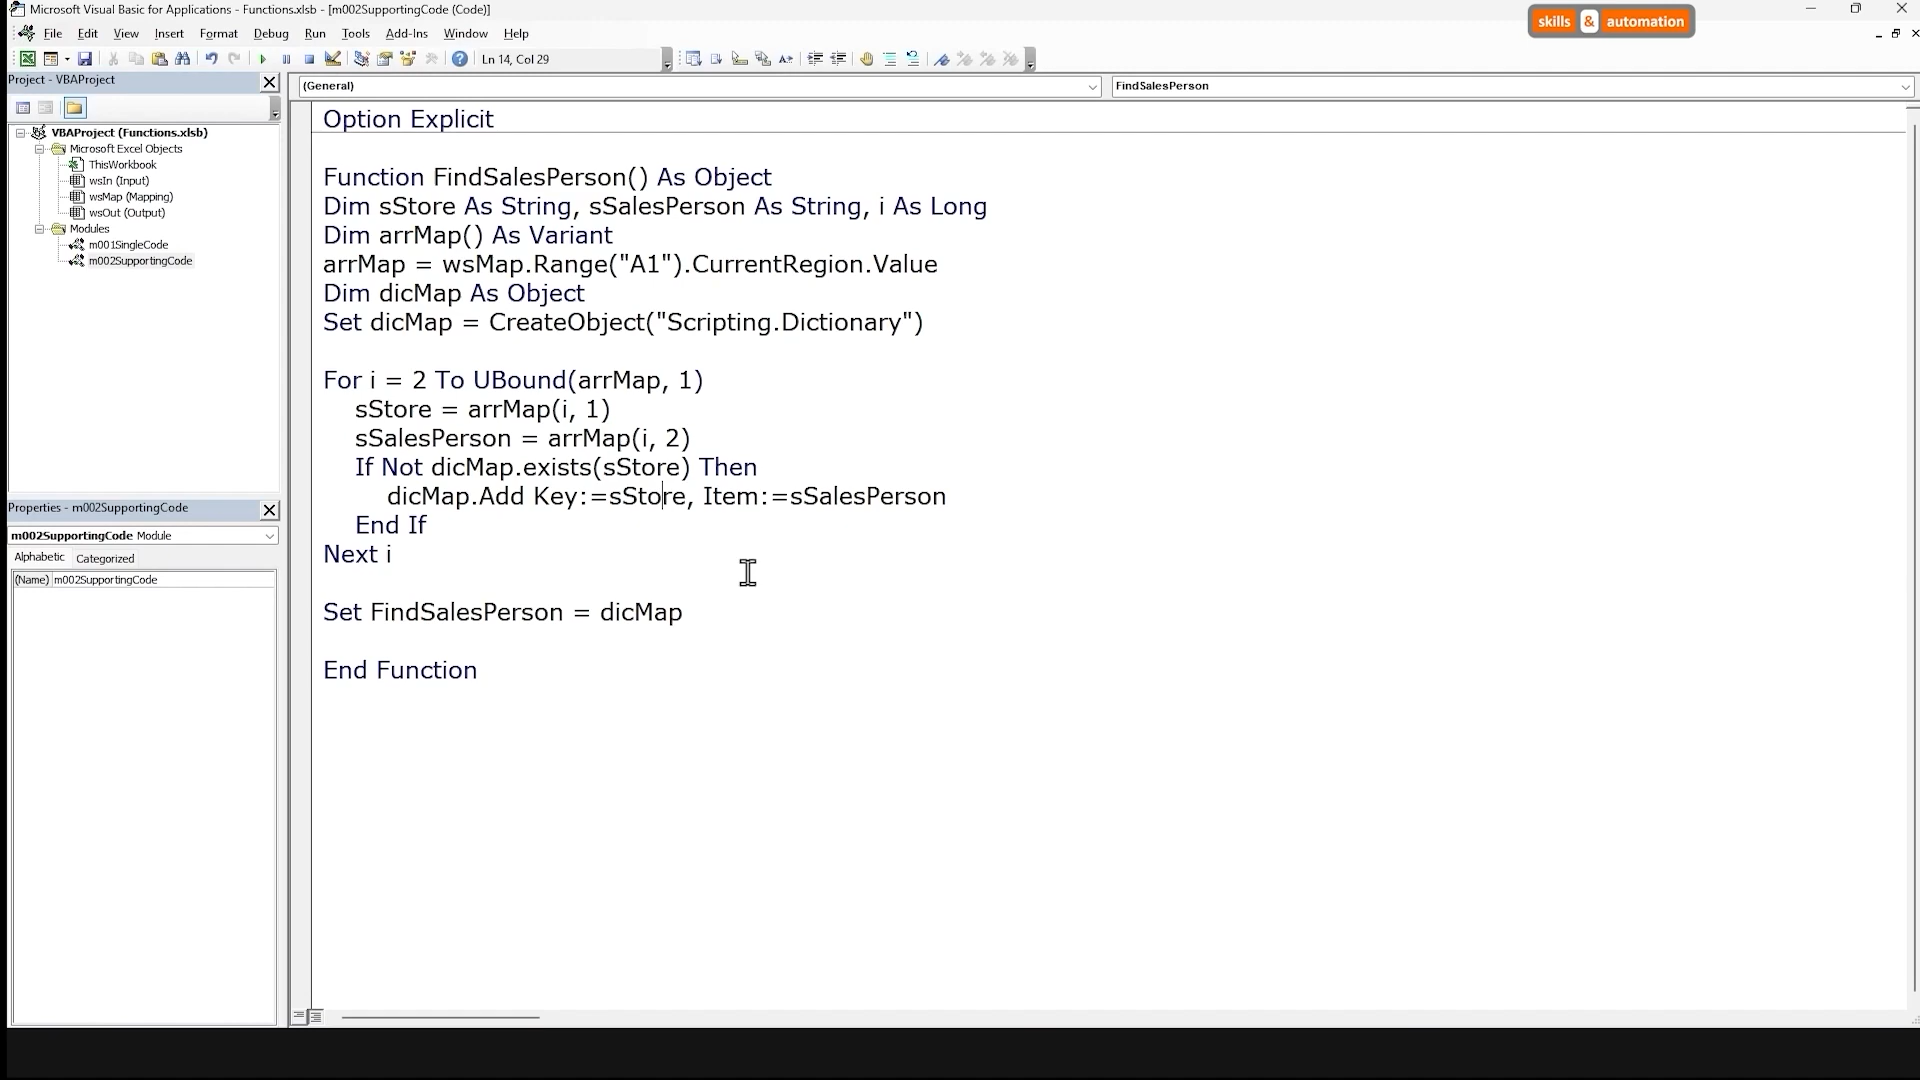 Microsoft Visual Basic for Applications - Functions.xlsb - [m002SupportingCode (Code)]
skills & automation
File Edit View Insert Format Debug Run Tools Add-Ins Window Help
Ln 14, Col 29
Project - VBAProject
(General)
FindSalesPerson
VBAProject (Functions.xlsb)
Microsoft Excel Objects
ThisWorkbook
wsIn (Input)
wsMap (Mapping)
wsOut (Output)
Modules
m001SingleCode
m002SupportingCode
Properties - m002SupportingCode
m002SupportingCode Module
Alphabetic Categorized
(Name) m002SupportingCode
Option Explicit
Function FindSalesPerson() As Object
Dim sStore As String, sSalesPerson As String, i As Long
Dim arrMap() As Variant
arrMap = wsMap.Range("A1").CurrentRegion.Value
Dim dicMap As Object
Set dicMap = CreateObject("Scripting.Dictionary")
For i = 2 To UBound(arrMap, 1)
sStore = arrMap(i, 1)
sSalesPerson = arrMap(i, 2)
If Not dicMap.exists(sStore) Then
dicMap.Add Key:=sStore, Item:=sSalesPerson
End If
Next i
Set FindSalesPerson = dicMap
End Function